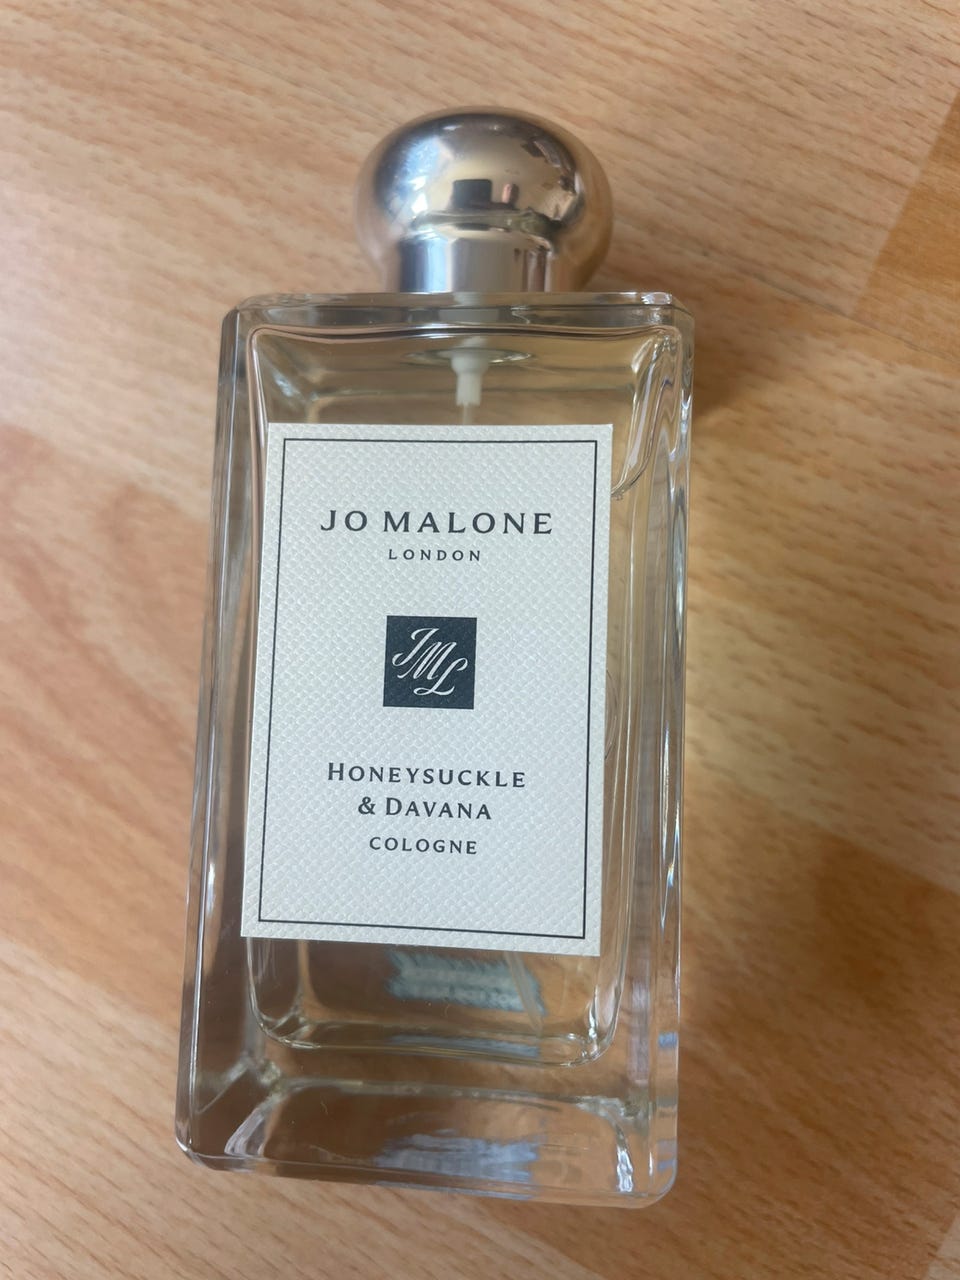 JO MALONE
LONDON
JML
HONEYSUCKLE
& DAVANA
COLOGNE